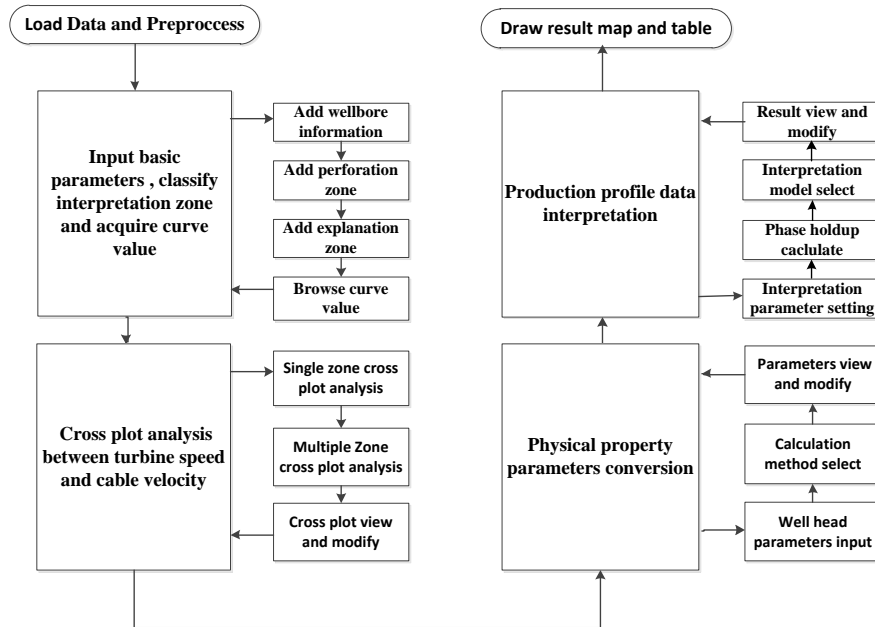 Load Data and Preproccess
Input basic
parameters , classify
interpretation zone
and acquire curve
value
Add wellbore
information
Add perforation
zone
Add explanation
zone
Browse curve
value
Cross plot analysis
between turbine speed
and cable velocity
Single zone cross
plot analysis
Multiple Zone
cross plot analysis
Cross plot view
and modify
Draw result map and table
Production profile data
interpretation
Result view and
modify
Interpretation
model select
Phase holdup
caclulate
Interpretation
parameter setting
Physical property
parameters conversion
Parameters view
and modify
Calculation
method select
Well head
parameters input